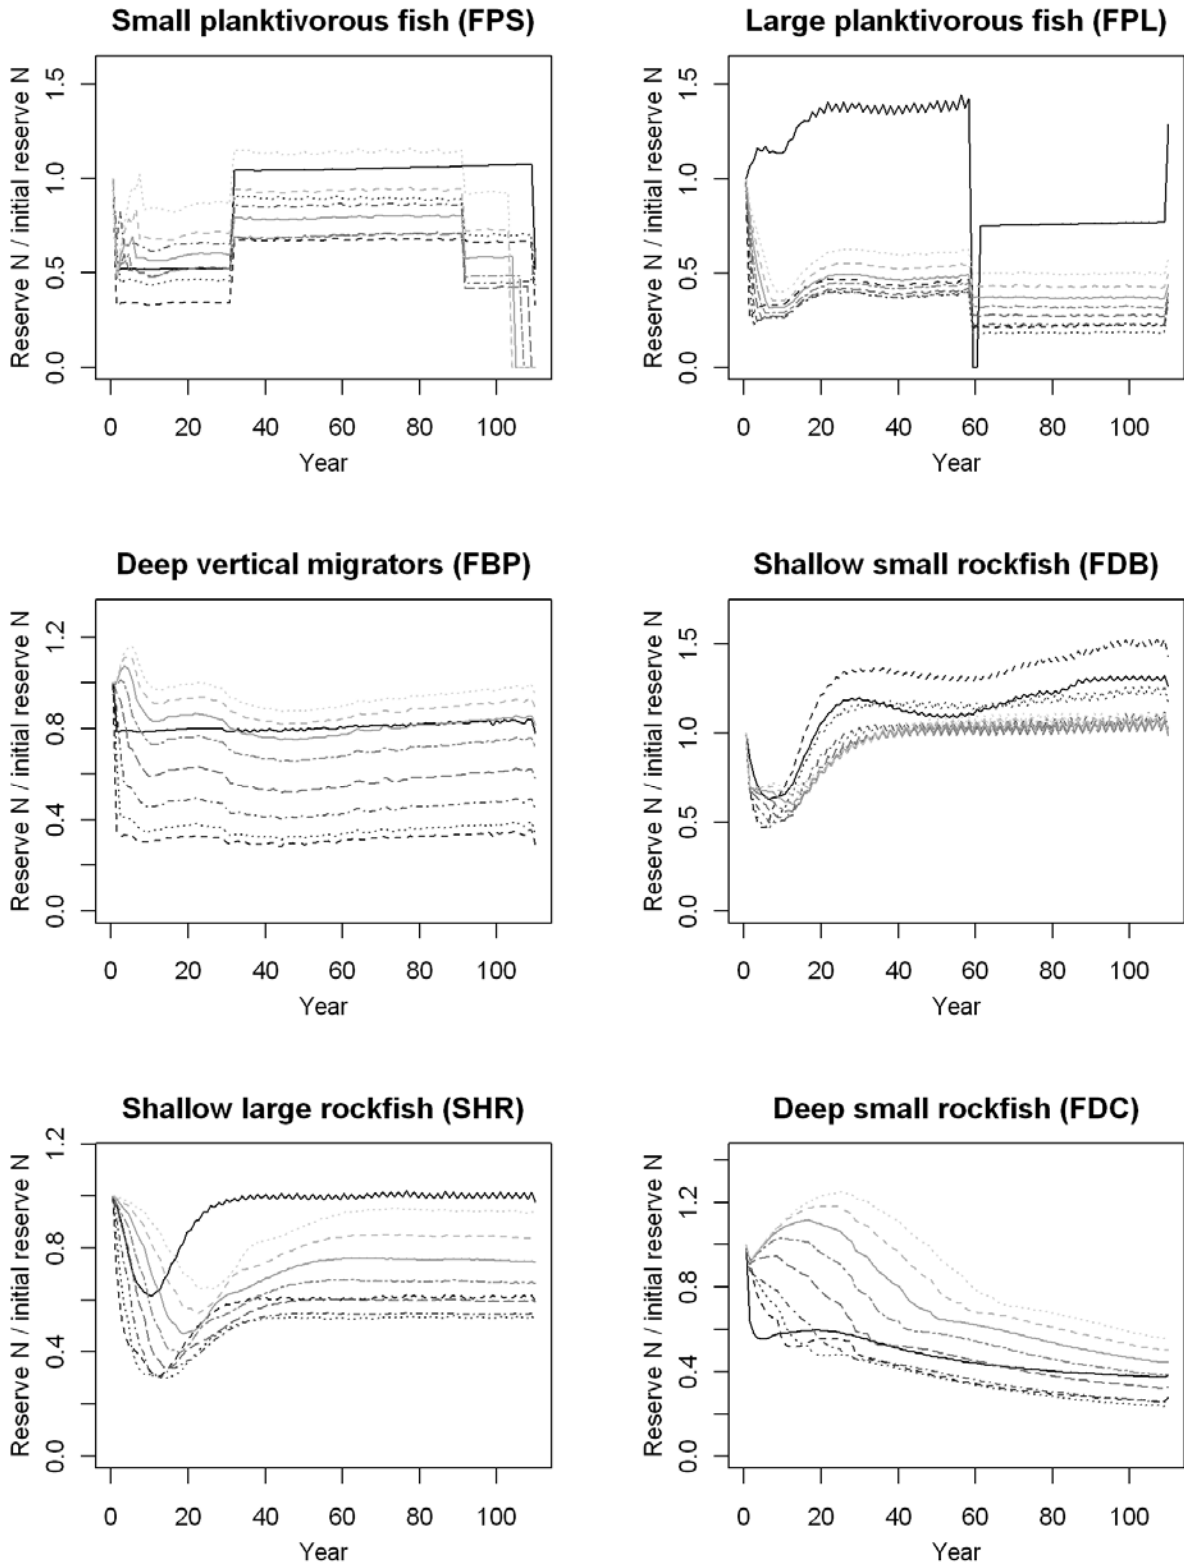 Small planktivorous fish (FPS)
Reserve N / initial reserve N
0.0 0.5 1.0 1.5
0 20 40 60 80 100
Year
Large planktivorous fish (FPL)
Reserve N / initial reserve N
0.0 0.5 1.0 1.5
0 20 40 60 80 100
Year
Deep vertical migrators (FBP)
Reserve N / initial reserve N
0.0 0.4 0.8 1.2
0 20 40 60 80 100
Year
Shallow small rockfish (FDB)
Reserve N / initial reserve N
0.0 0.5 1.0 1.5
0 20 40 60 80 100
Year
Shallow large rockfish (SHR)
Reserve N / initial reserve N
0.0 0.4 0.8 1.2
0 20 40 60 80 100
Year
Deep small rockfish (FDC)
Reserve N / initial reserve N
0.0 0.4 0.8 1.2
0 20 40 60 80 100
Year